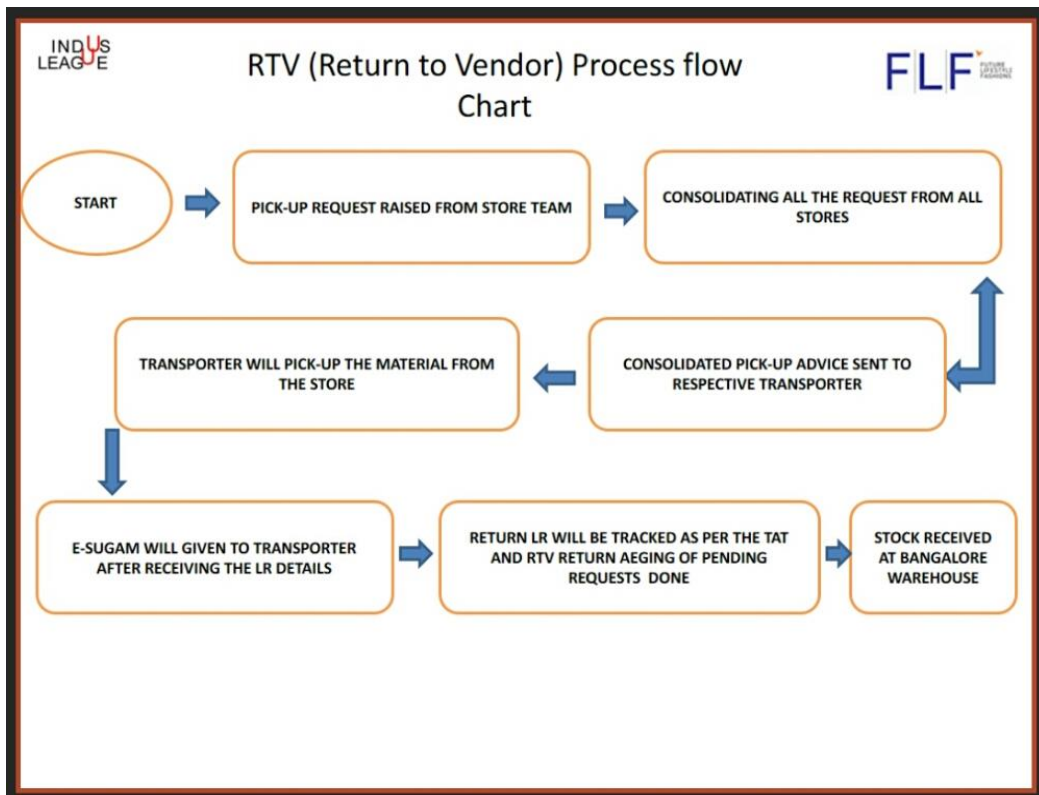 INDUS
LEAGUE
RTV (Return to Vendor) Process flow
Chart
FLF FUTURE
LIFESTYLE
FASHIONS
START
PICK-UP REQUEST RAISED FROM STORE TEAM
CONSOLIDATING ALL THE REQUEST FROM ALL
STORES
CONSOLIDATED PICK-UP ADVICE SENT TO
RESPECTIVE TRANSPORTER
TRANSPORTER WILL PICK-UP THE MATERIAL FROM
THE STORE
E-SUGAM WILL GIVEN TO TRANSPORTER
AFTER RECEIVING THE LR DETAILS
RETURN LR WILL BE TRACKED AS PER THE TAT
AND RTV RETURN AEGING OF PENDING
REQUESTS DONE
STOCK RECEIVED
AT BANGALORE
WAREHOUSE